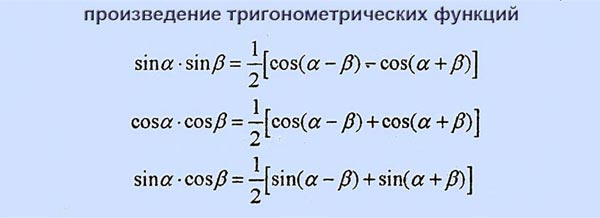 произведение тригонометрических функций
sinα·sinβ = 1/2[cos(α − β) − cos(α + β)]
cosα·cosβ = 1/2[cos(α − β) + cos(α + β)]
sinα·cosβ = 1/2[sin(α − β) + sin(α + β)]